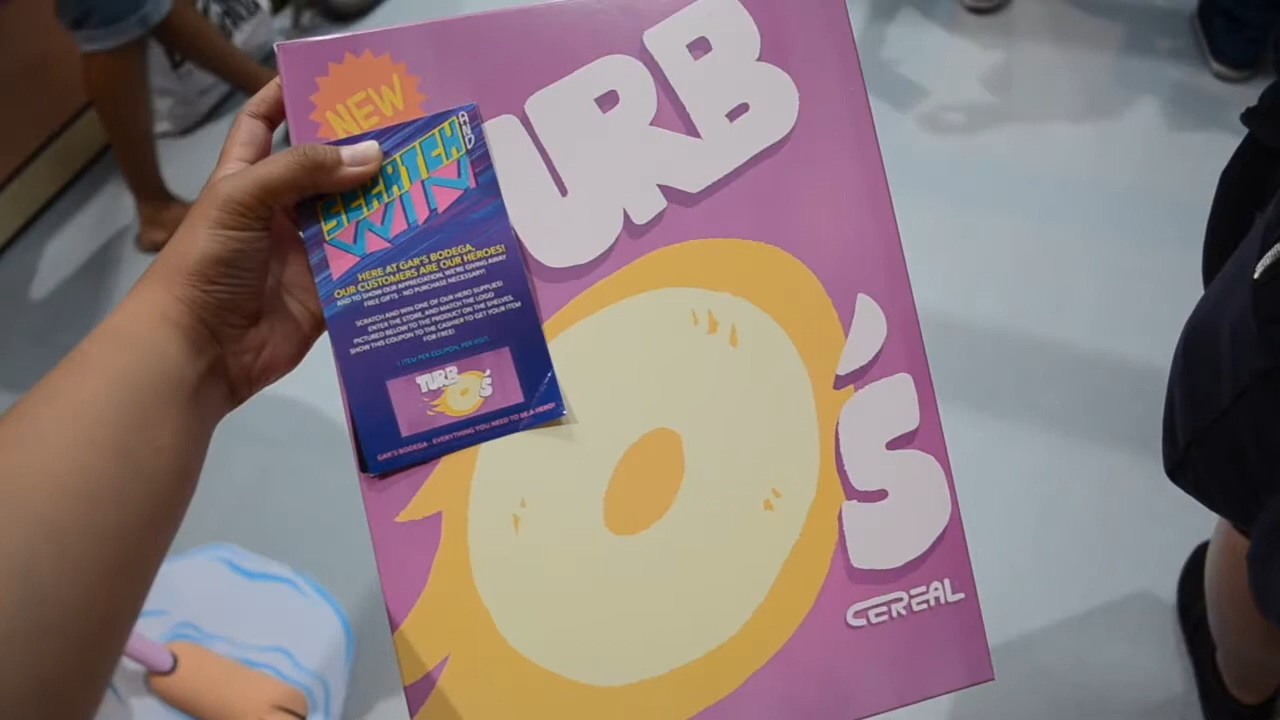 NEW
TURB
O'S
CEREAL
SCRATCH AND
WIN
HERE AT GAR'S BODEGA,
OUR CUSTOMERS ARE OUR HEROES!
AND TO SHOW OUR APPRECIATION, WE'RE GIVING AWAY
FREE GIFTS - NO PURCHASE NECESSARY!
SCRATCH AND WIN ONE OF OUR HERO SUPPLIES!
ENTER THE STORE, AND MATCH THE LOGO
PICTURED BELOW TO THE PRODUCT ON THE SHELVES.
SHOW THIS COUPON TO THE CASHIER TO GET YOUR ITEM
FOR FREE!
1 ITEM PER COUPON, PER VISIT.
TURB
O'S
GAR'S BODEGA - EVERYTHING YOU NEED TO BE A HERO!